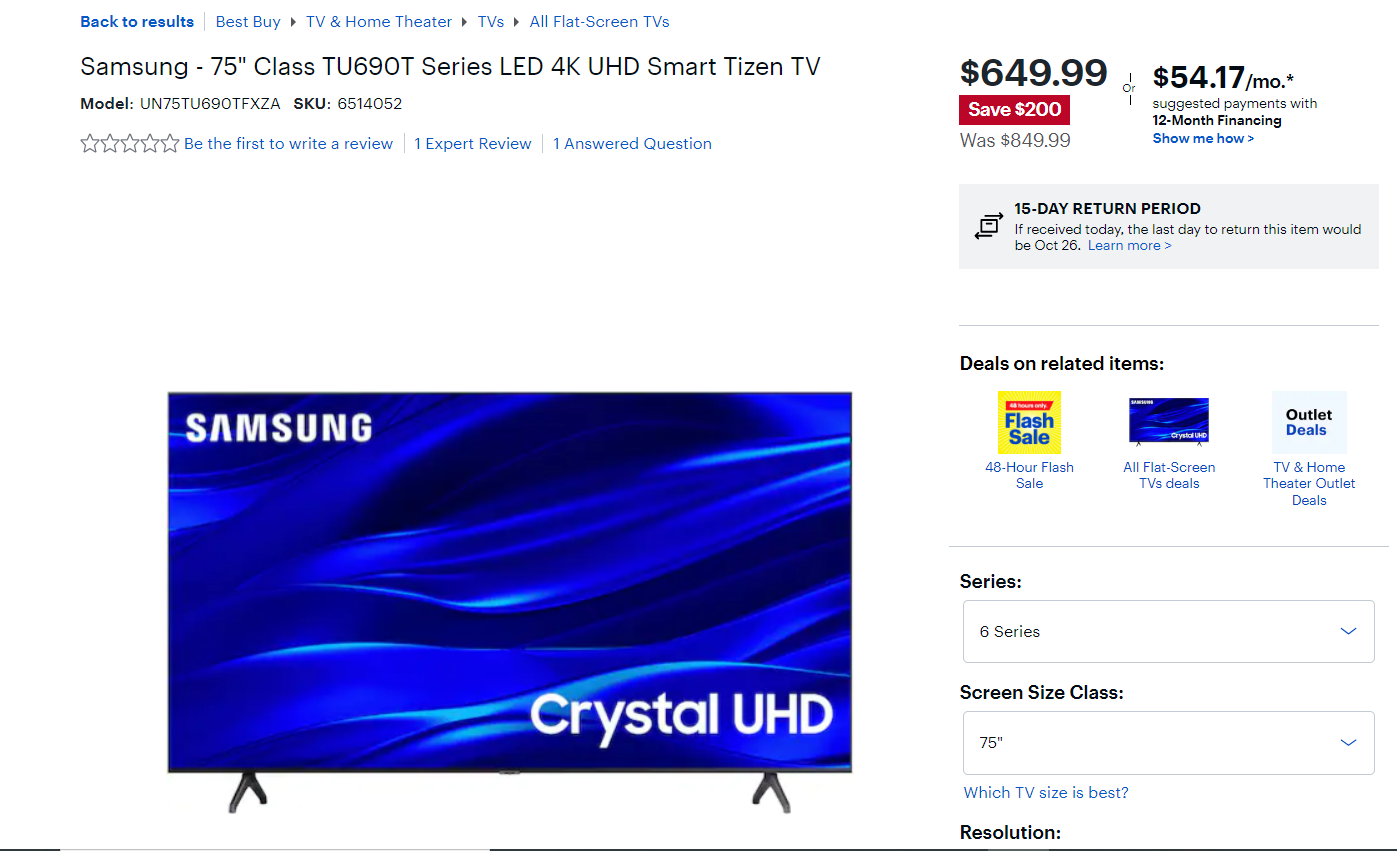 Back to results Best Buy TV & Home Theater TVs All Flat-Screen TVs
Samsung - 75" Class TU690T Series LED 4K UHD Smart Tizen TV
Model: UN75TU690TFXZA SKU: 6514052
Be the first to write a review 1 Expert Review 1 Answered Question
SAMSUNG
Crystal UHD
$649.99
Save $200
Was $849.99
Or
$54.17/mo.*
suggested payments with
12-Month Financing
Show me how >
15-DAY RETURN PERIOD
If received today, the last day to return this item would
be Oct 26. Learn more >
Deals on related items:
48 hours only.
Flash
Sale
48-Hour Flash
Sale
SAMSUNG
Crystal UHD
All Flat-Screen
TVs deals
Outlet
Deals
TV & Home
Theater Outlet
Deals
Series:
6 Series
Screen Size Class:
75"
Which TV size is best?
Resolution: